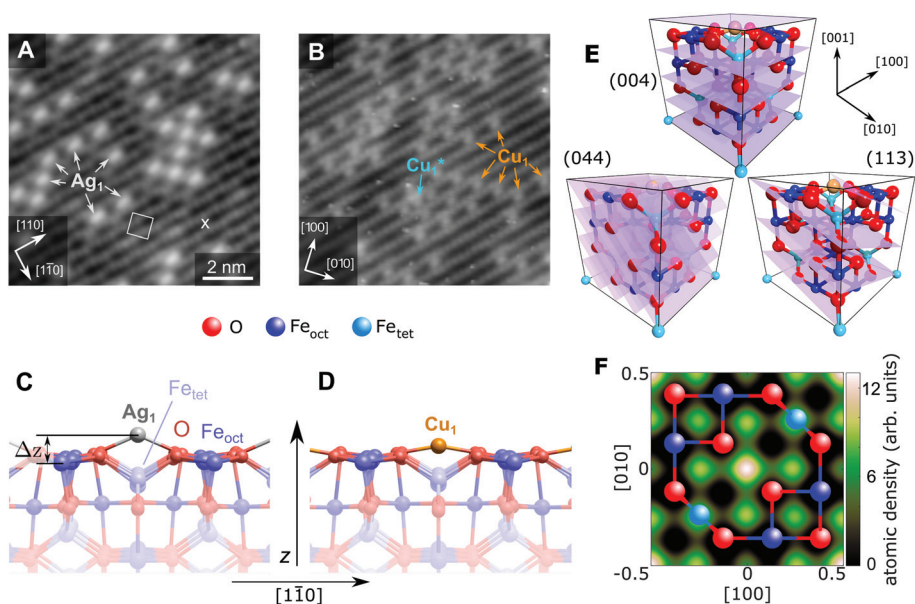 A
Ag₁
x
[110]
[11̄0]
2 nm
B
Cu₁*
Cu₁
[100]
[010]
E
(004)
[001]
[100]
[010]
(044)
(113)
O
Feoct
Fetet
C
Ag₁
Fetet
O
Feoct
Δz
D
Cu₁
z
[11̄0]
F
0.5
0
-0.5
[010]
0
0.5
[100]
12
6
0
atomic density (arb. units)